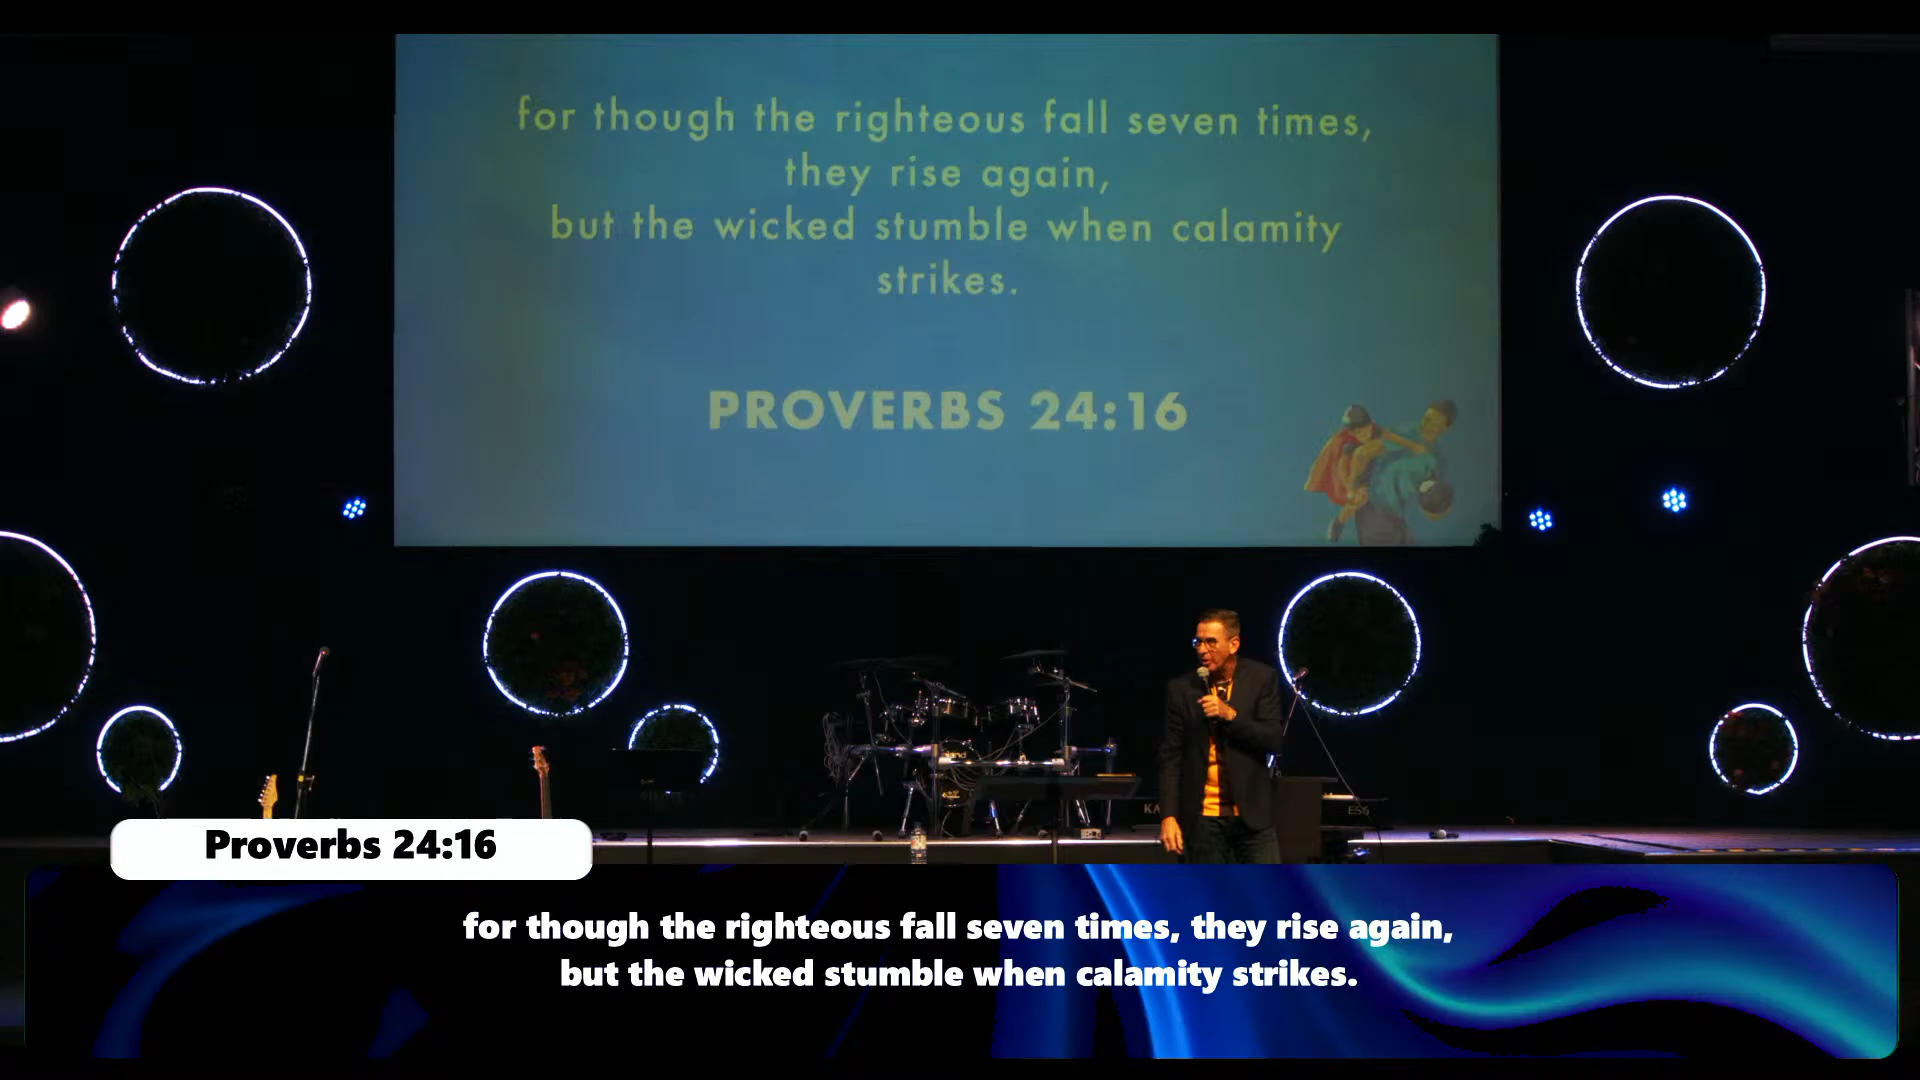 for though the righteous fall seven times,
they rise again,
but the wicked stumble when calamity
strikes.
PROVERBS 24:16
KA
ES6
Proverbs 24:16
for though the righteous fall seven times, they rise again,
but the wicked stumble when calamity strikes.